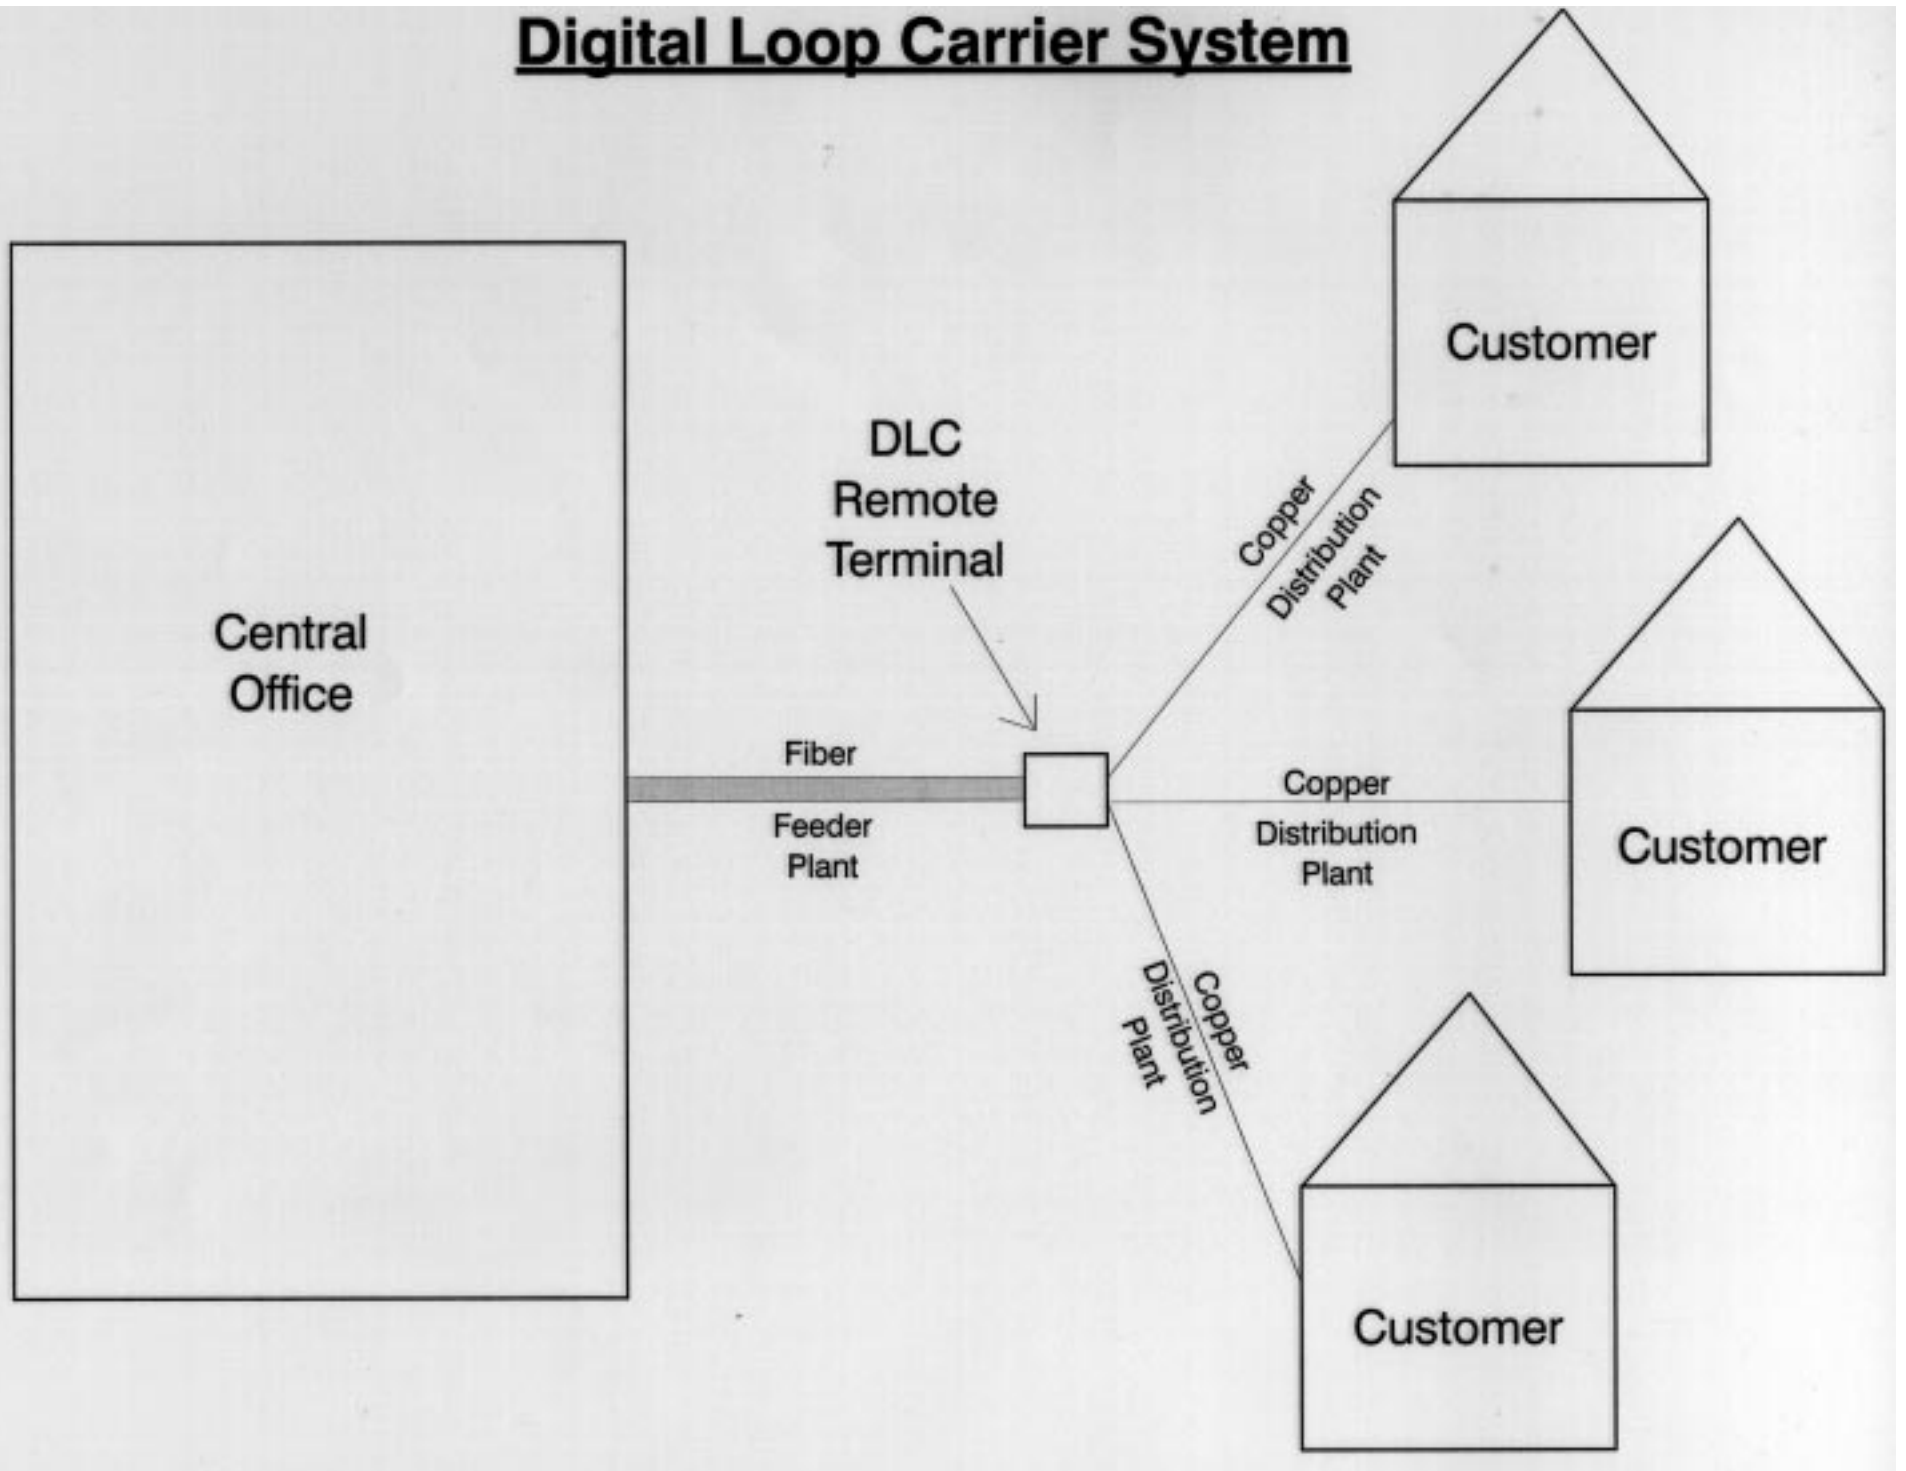 Digital Loop Carrier System
Customer
DLC
Remote
Terminal
Copper
Distribution
Plant
Central
Office
Fiber
Feeder
Plant
Copper
Distribution
Plant
Customer
Copper
Distribution
Plant
Customer